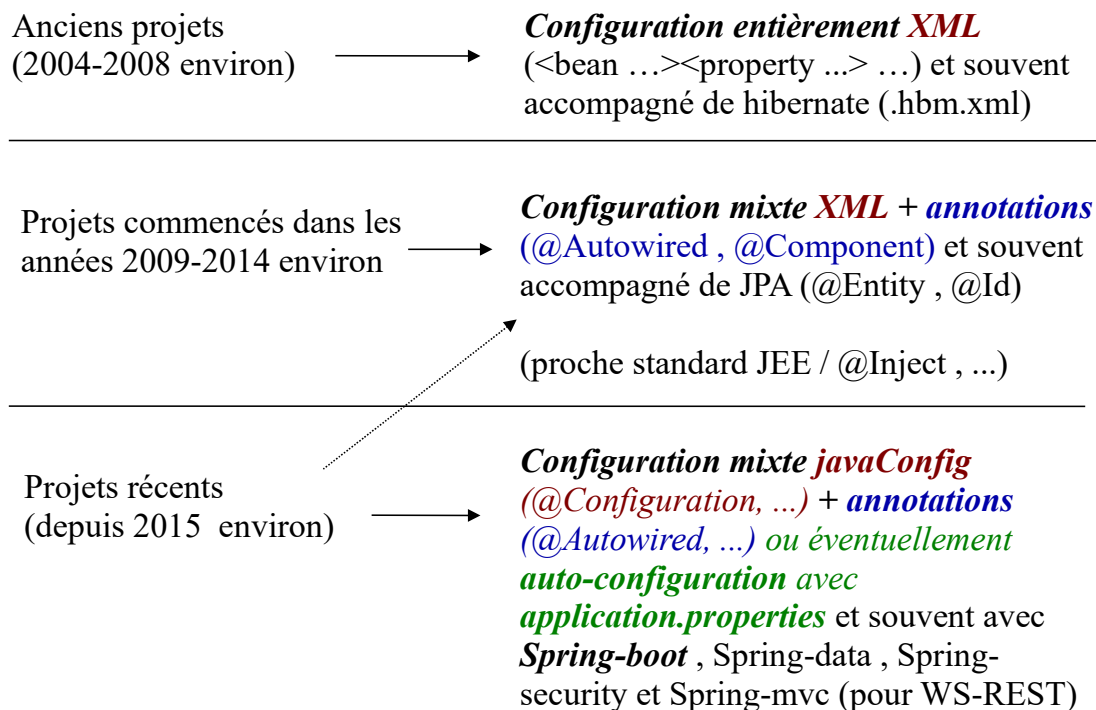 Anciens projets
(2004-2008 environ)
Configuration entièrement XML
(<bean …><property ...> …) et souvent
accompagné de hibernate (.hbm.xml)
Projets commencés dans les
années 2009-2014 environ
Configuration mixte XML + annotations
(@Autowired , @Component) et souvent
accompagné de JPA (@Entity , @Id)
(proche standard JEE / @Inject , ...)
Projets récents
(depuis 2015 environ)
Configuration mixte javaConfig
(@Configuration, ...) + annotations
(@Autowired, ...) ou éventuellement
auto-configuration avec
application.properties et souvent avec
Spring-boot , Spring-data , Spring-
security et Spring-mvc (pour WS-REST)